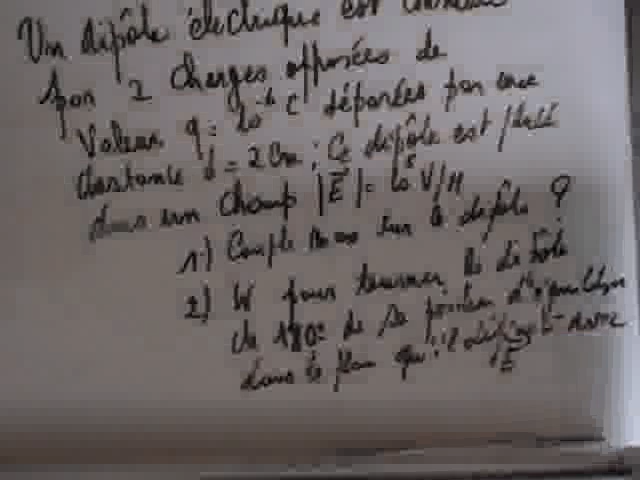 Un dipôle électrique est
par 2 charges opposées de
Valeur q = 10⁻⁶ C séparées par une
distance d = 2 Cm ; Ce dipôle est placé
dans un champ |E⃗| = 10⁵ V/M
1°) Couple max sur le dipôle ?
2) W pour tourner le dipôle
de 180° de sa position d'équilibre
dans le plan qu'il définit avec
E⃗